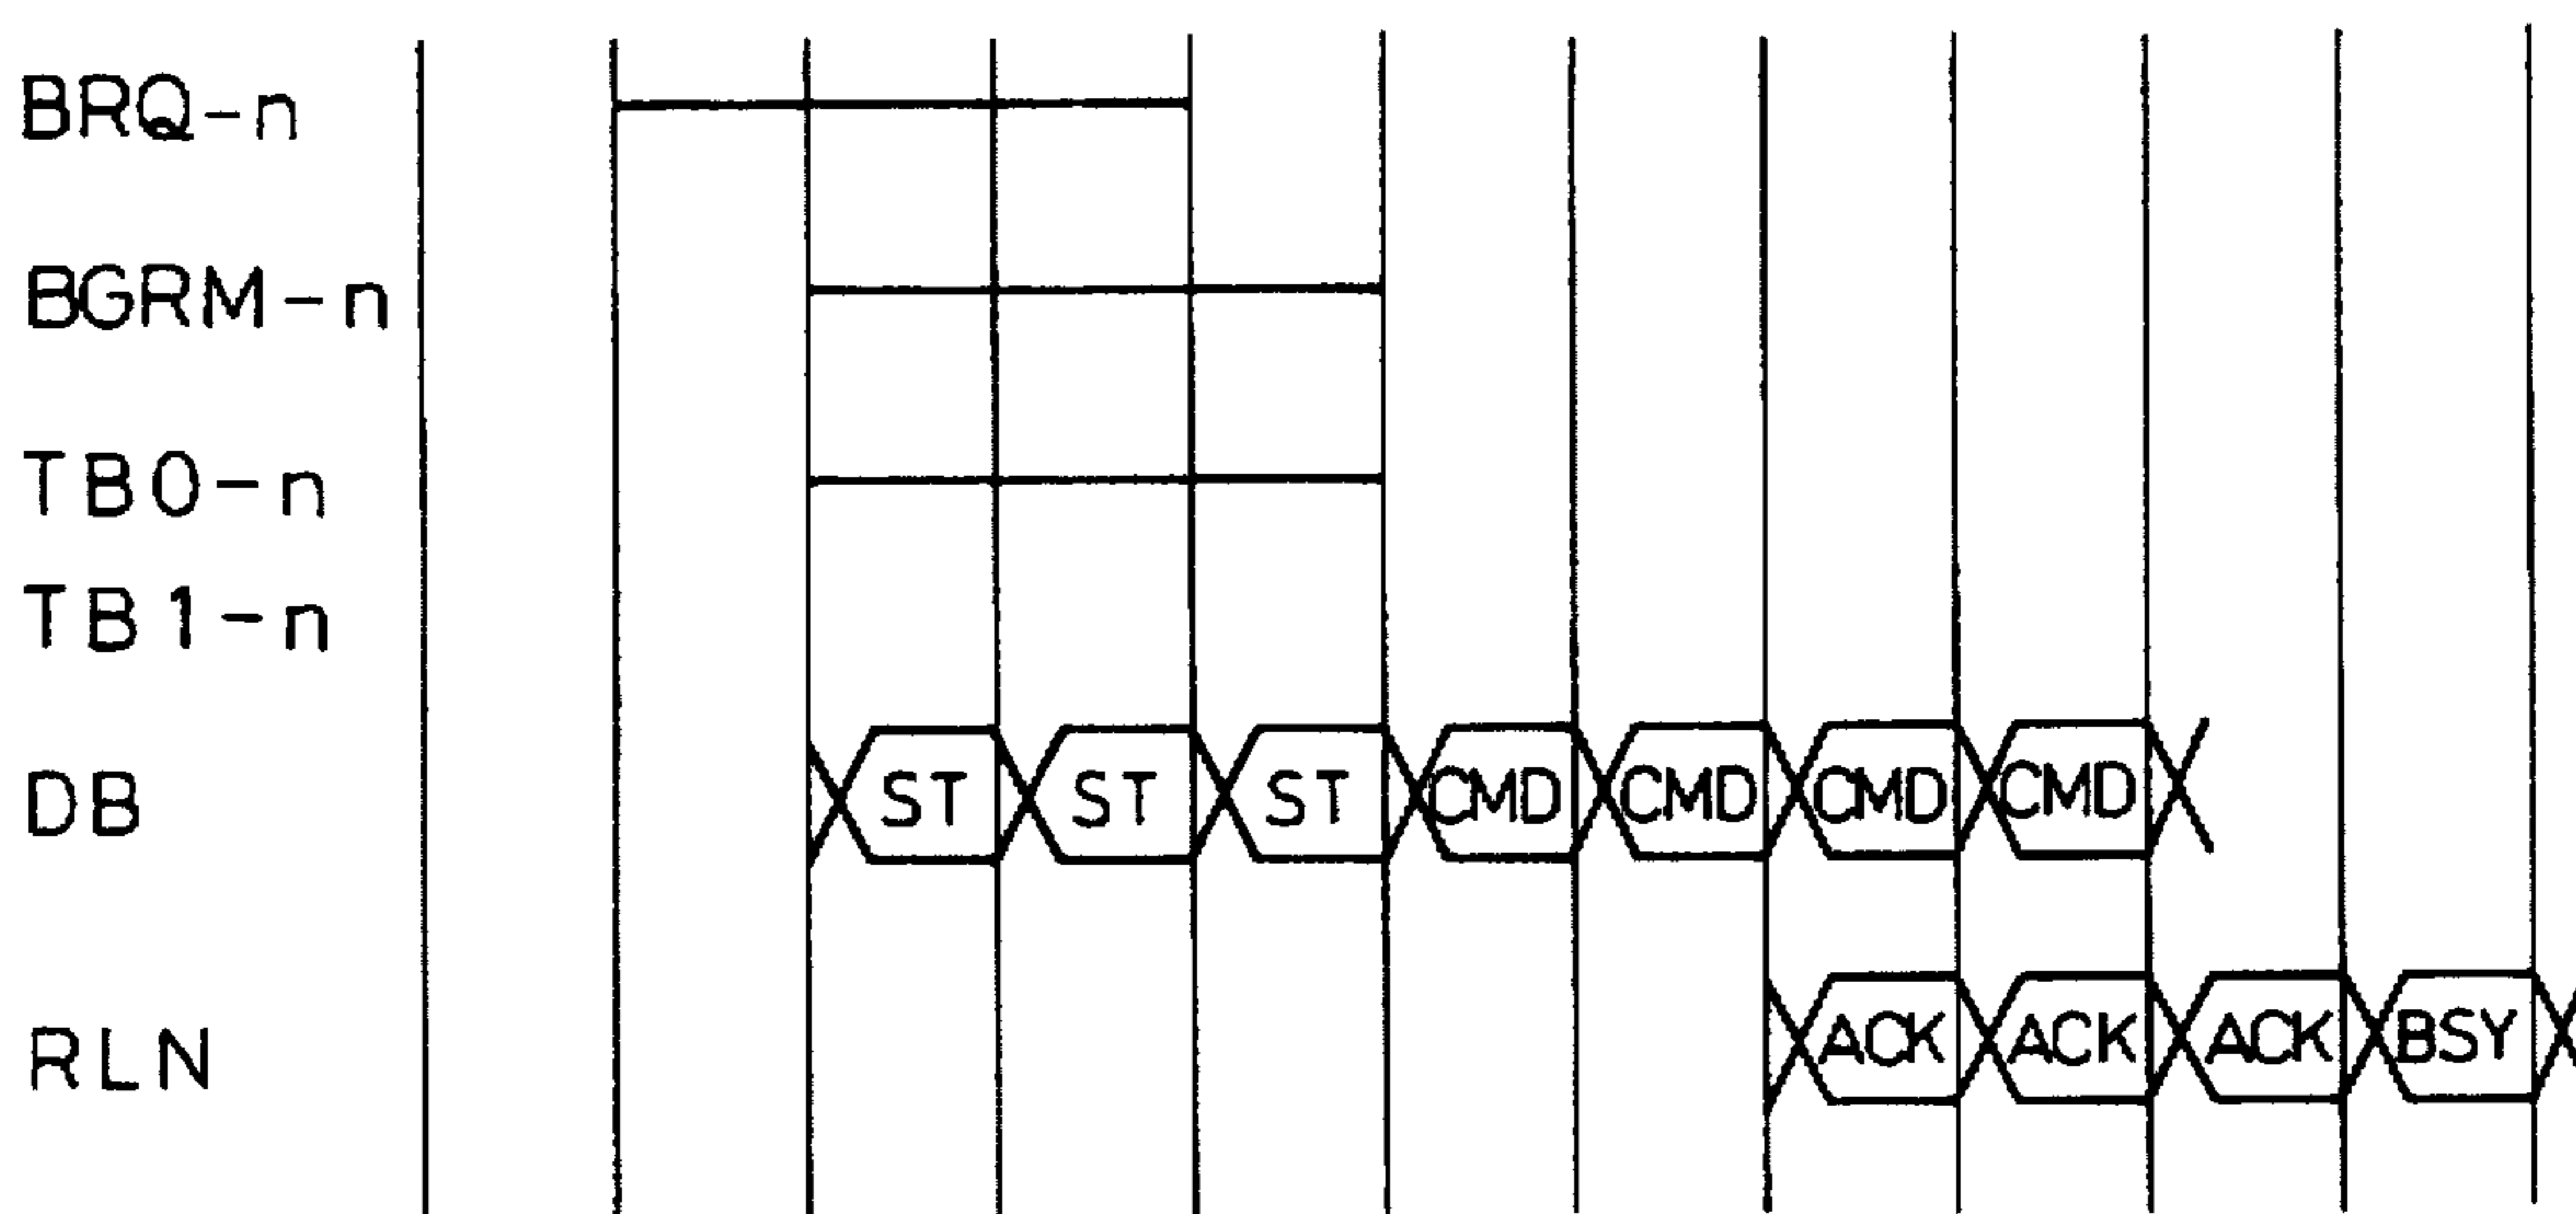 BRQ-n
BGRM-n
TB0-n
TB1-n
DB ST ST ST CMD CMD CMD CMD
RLN ACK ACK ACK BSY